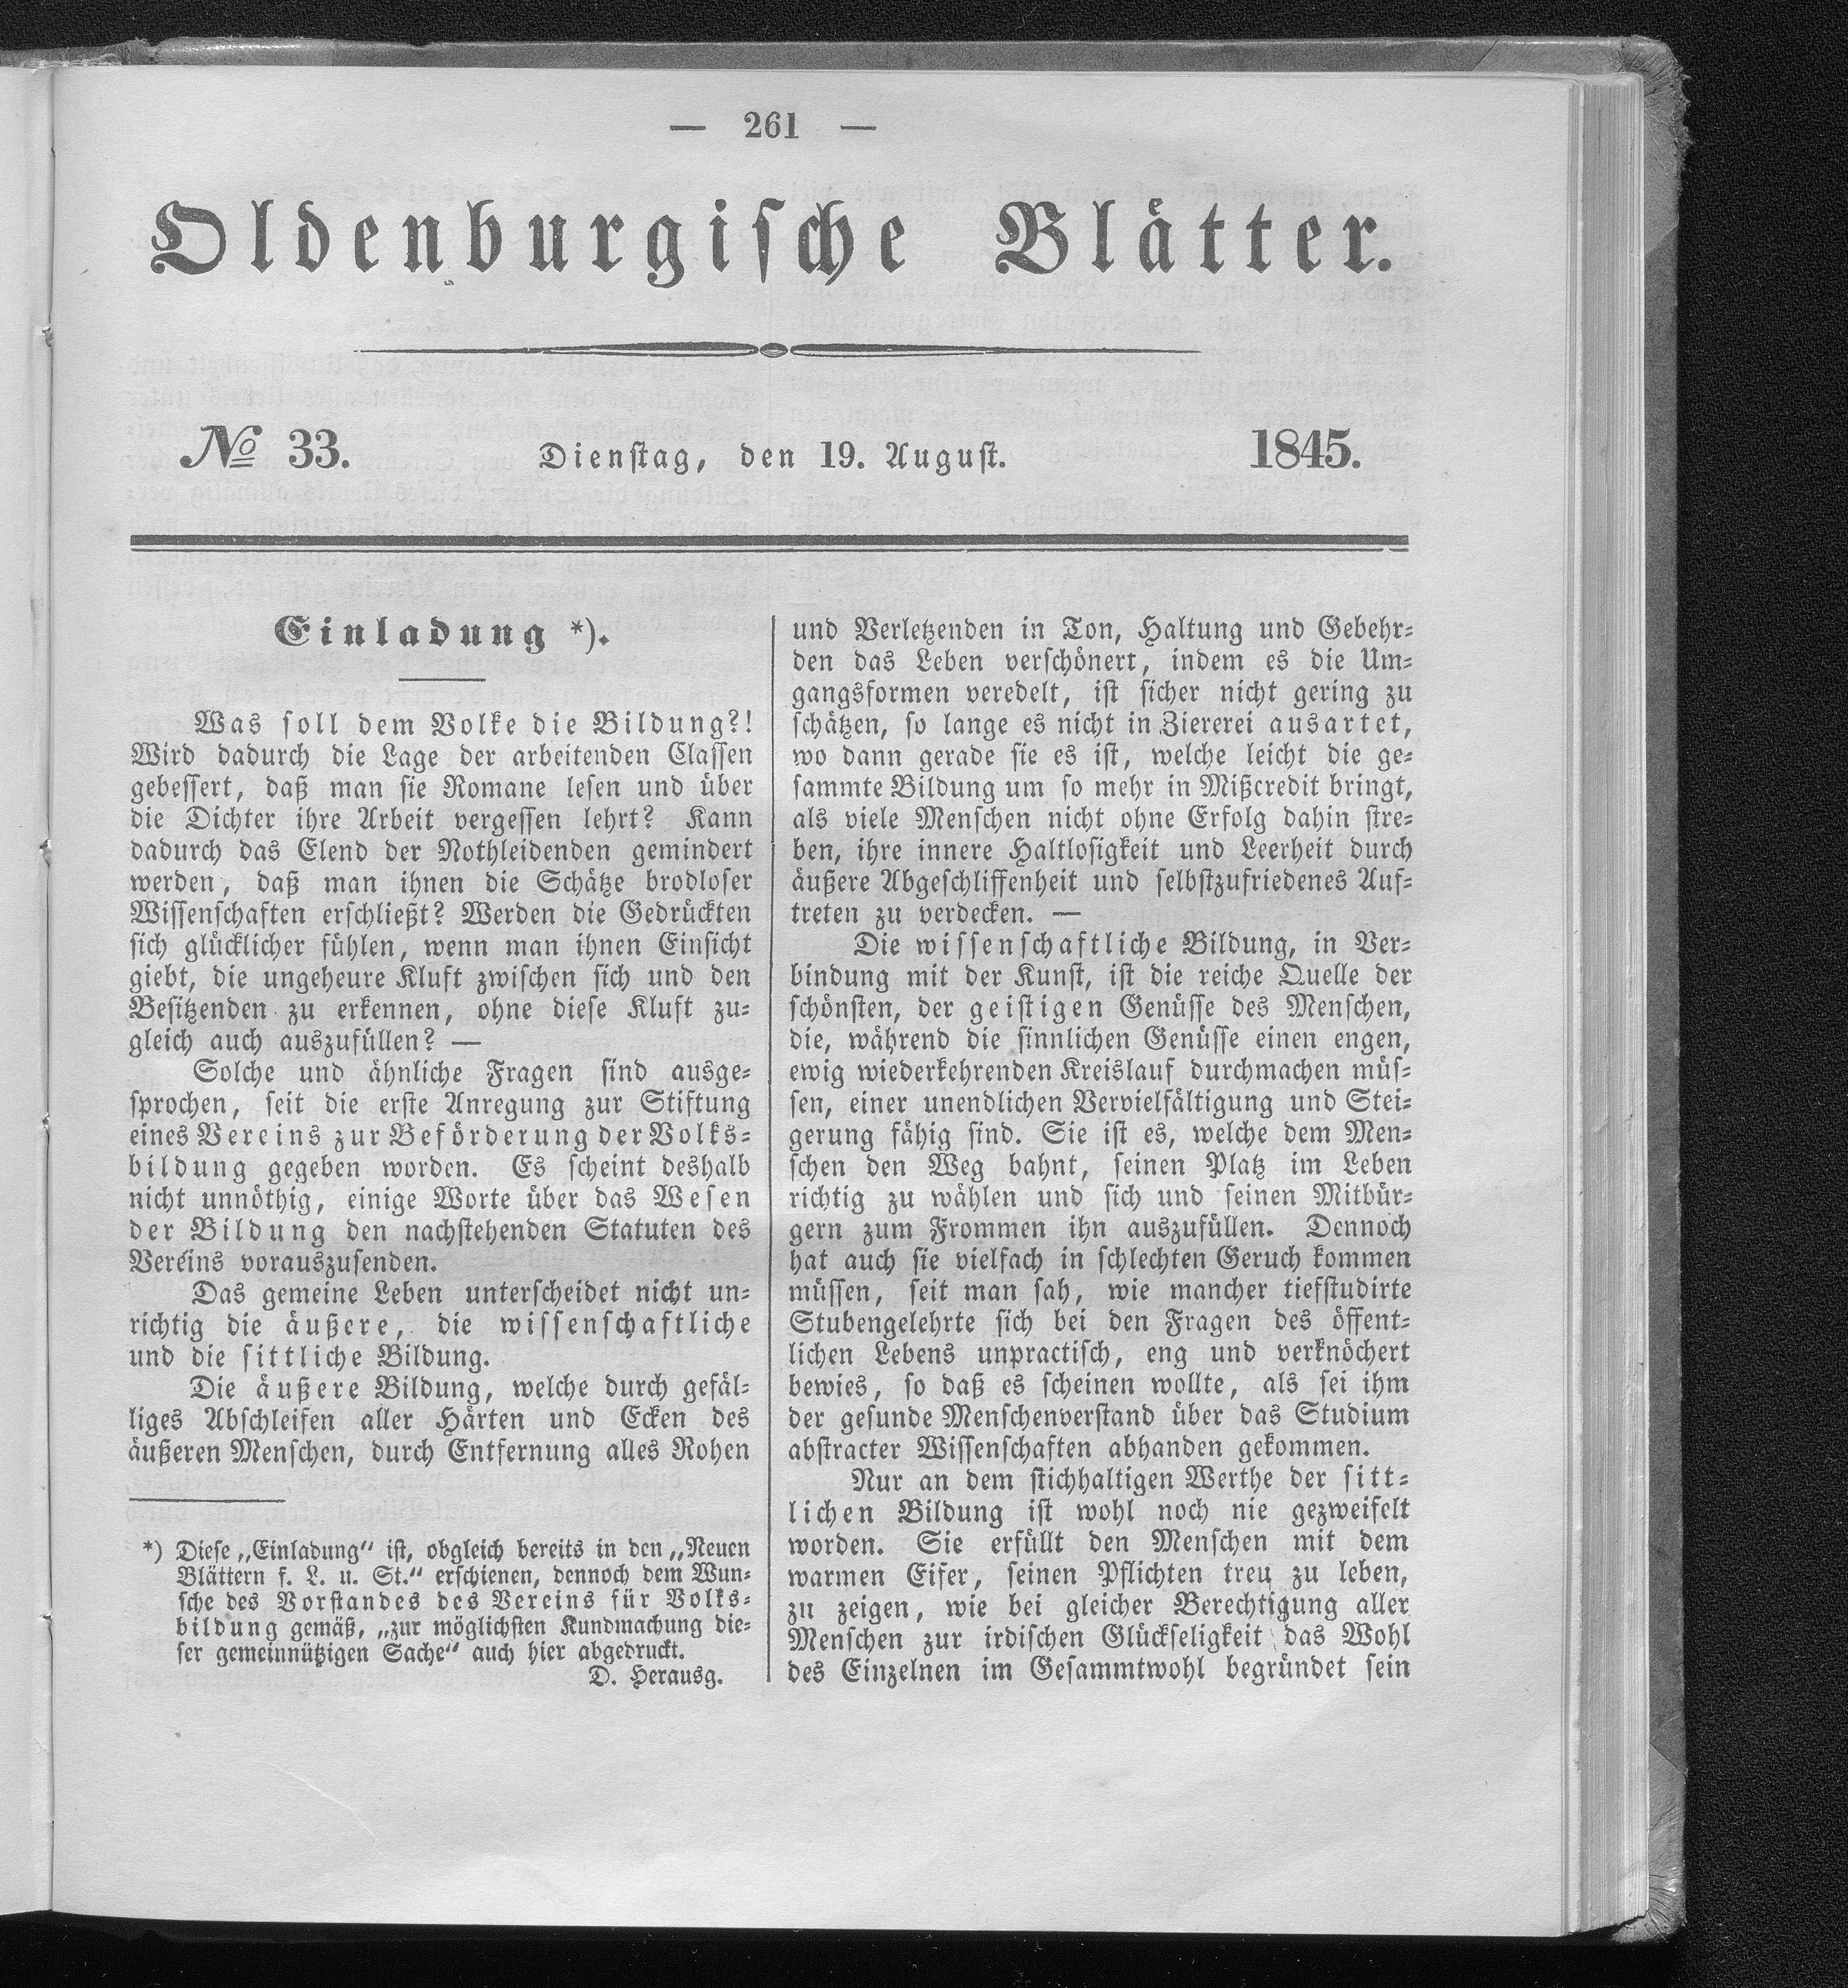 — 261 —
Oldenburgische Blätter.
No 33. Dienstag, den 19. August. 1845.
Einladung *).
Was soll dem Volke die Bildung?!
Wird dadurch die Lage der arbeitenden Classen
gebessert, daß man sie Romane lesen und über
die Dichter ihre Arbeit vergessen lehrt? Kann
dadurch das Elend der Nothleidenden gemindert
werden, daß man ihnen die Schätze brodloser
Wissenschaften erschließt? Werden die Gedrückten
sich glücklicher fühlen, wenn man ihnen Einsicht
giebt, die ungeheure Kluft zwischen sich und den
Besitzenden zu erkennen, ohne diese Kluft zu-
gleich auch auszufüllen? —
Solche und ähnliche Fragen sind ausge-
sprochen, seit die erste Anregung zur Stiftung
eines Vereins zur Beförderung der Volks-
bildung gegeben worden. Es scheint deshalb
nicht unnöthig, einige Worte über das Wesen
der Bildung den nachstehenden Statuten des
Vereins vorauszusenden.
Das gemeine Leben unterscheidet nicht un-
richtig die äußere, die wissenschaftliche
und die sittliche Bildung.
Die äußere Bildung, welche durch gefäl-
liges Abschleifen aller Härten und Ecken des
äußeren Menschen, durch Entfernung alles Rohen
*) Diese „Einladung“ ist, obgleich bereits in den „Neuen
Blättern f. L. u. St.“ erschienen, dennoch dem Wun-
sche des Vorstandes des Vereins für Volks-
bildung gemäß, „zur möglichsten Kundmachung die-
ser gemeinnützigen Sache“ auch hier abgedruckt.
D. Herausg.
und Verletzenden in Ton, Haltung und Gebehr-
den das Leben verschönert, indem es die Um-
gangsformen veredelt, ist sicher nicht gering zu
schätzen, so lange es nicht in Ziererei ausartet,
wo dann gerade sie es ist, welche leicht die ge-
sammte Bildung um so mehr in Mißcredit bringt,
als viele Menschen nicht ohne Erfolg dahin stre-
ben, ihre innere Haltlosigkeit und Leerheit durch
äußere Abgeschliffenheit und selbstzufriedenes Auf-
treten zu verdecken. —
Die wissenschaftliche Bildung, in Ver-
bindung mit der Kunst, ist die reiche Quelle der
schönsten, der geistigen Genüsse des Menschen,
die, während die sinnlichen Genüsse einen engen,
ewig wiederkehrenden Kreislauf durchmachen müs-
sen, einer unendlichen Vervielfältigung und Stei-
gerung fähig sind. Sie ist es, welche dem Men-
schen den Weg bahnt, seinen Platz im Leben
richtig zu wählen und sich und seinen Mitbür-
gern zum Frommen ihn auszufüllen. Dennoch
hat auch sie vielfach in schlechten Geruch kommen
müssen, seit man sah, wie mancher tiefstudirte
Stubengelehrte sich bei den Fragen des öffent-
lichen Lebens unpractisch, eng und verknöchert
bewies, so daß es scheinen wollte, als sei ihm
der gesunde Menschenverstand über das Studium
abstracter Wissenschaften abhanden gekommen.
Nur an dem stichhaltigen Werthe der sitt-
lichen Bildung ist wohl noch nie gezweifelt
worden. Sie erfüllt den Menschen mit dem
warmen Eifer, seinen Pflichten treu zu leben,
zu zeigen, wie bei gleicher Berechtigung aller
Menschen zur irdischen Glückseligkeit das Wohl
des Einzelnen im Gesammtwohl begründet sein